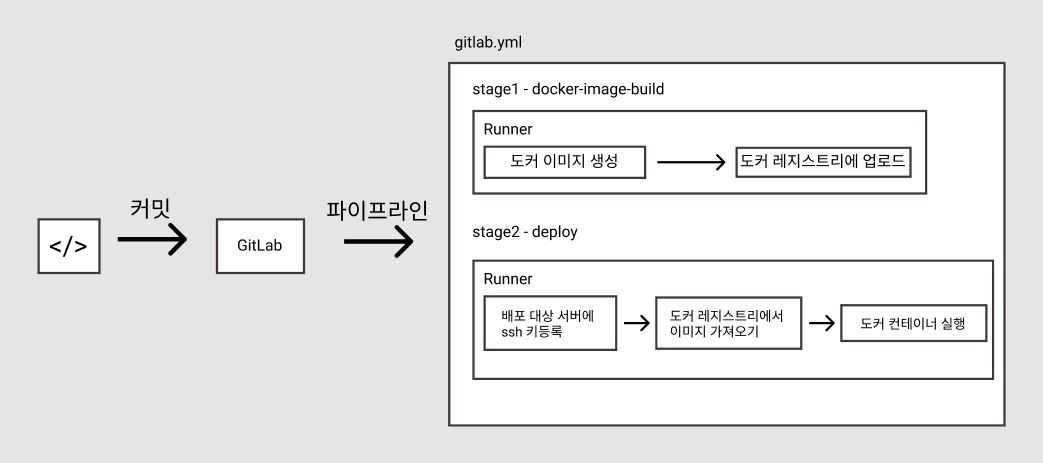 gitlab.yml
stage1 - docker-image-build
Runner
도커 이미지 생성
도커 레지스트리에 업로드
커밋
파이프라인
</>
GitLab
stage2 - deploy
Runner
배포 대상 서버에
ssh 키등록
도커 레지스트리에서
이미지 가져오기
도커 컨테이너 실행